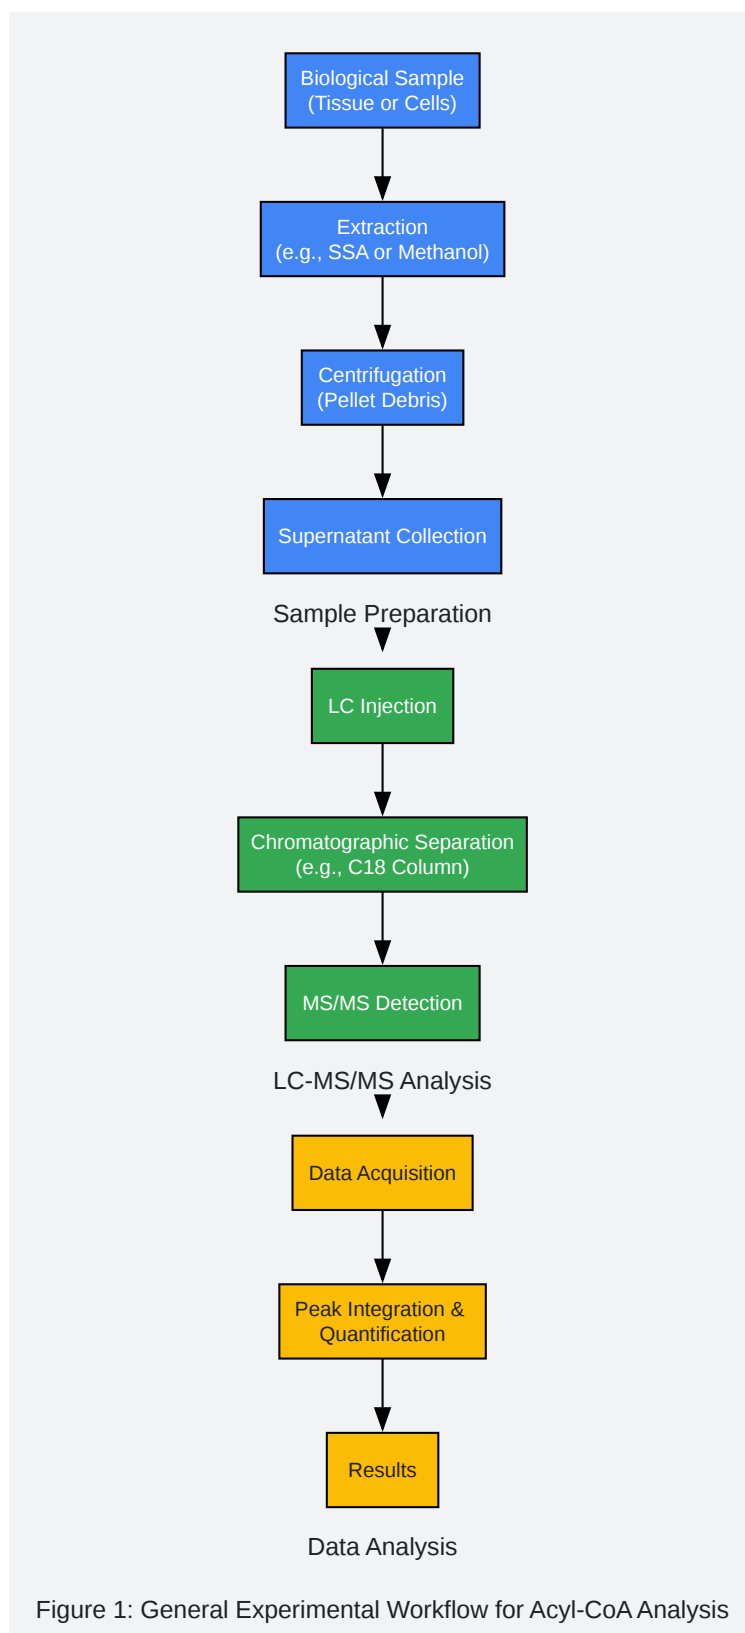 Biological Sample
(Tissue or Cells)
Extraction
(e.g., SSA or Methanol)
Centrifugation
(Pellet Debris)
Supernatant Collection
Sample Preparation
LC Injection
Chromatographic Separation
(e.g., C18 Column)
MS/MS Detection
LC-MS/MS Analysis
Data Acquisition
Peak Integration &
Quantification
Results
Data Analysis
Figure 1: General Experimental Workflow for Acyl-CoA Analysis